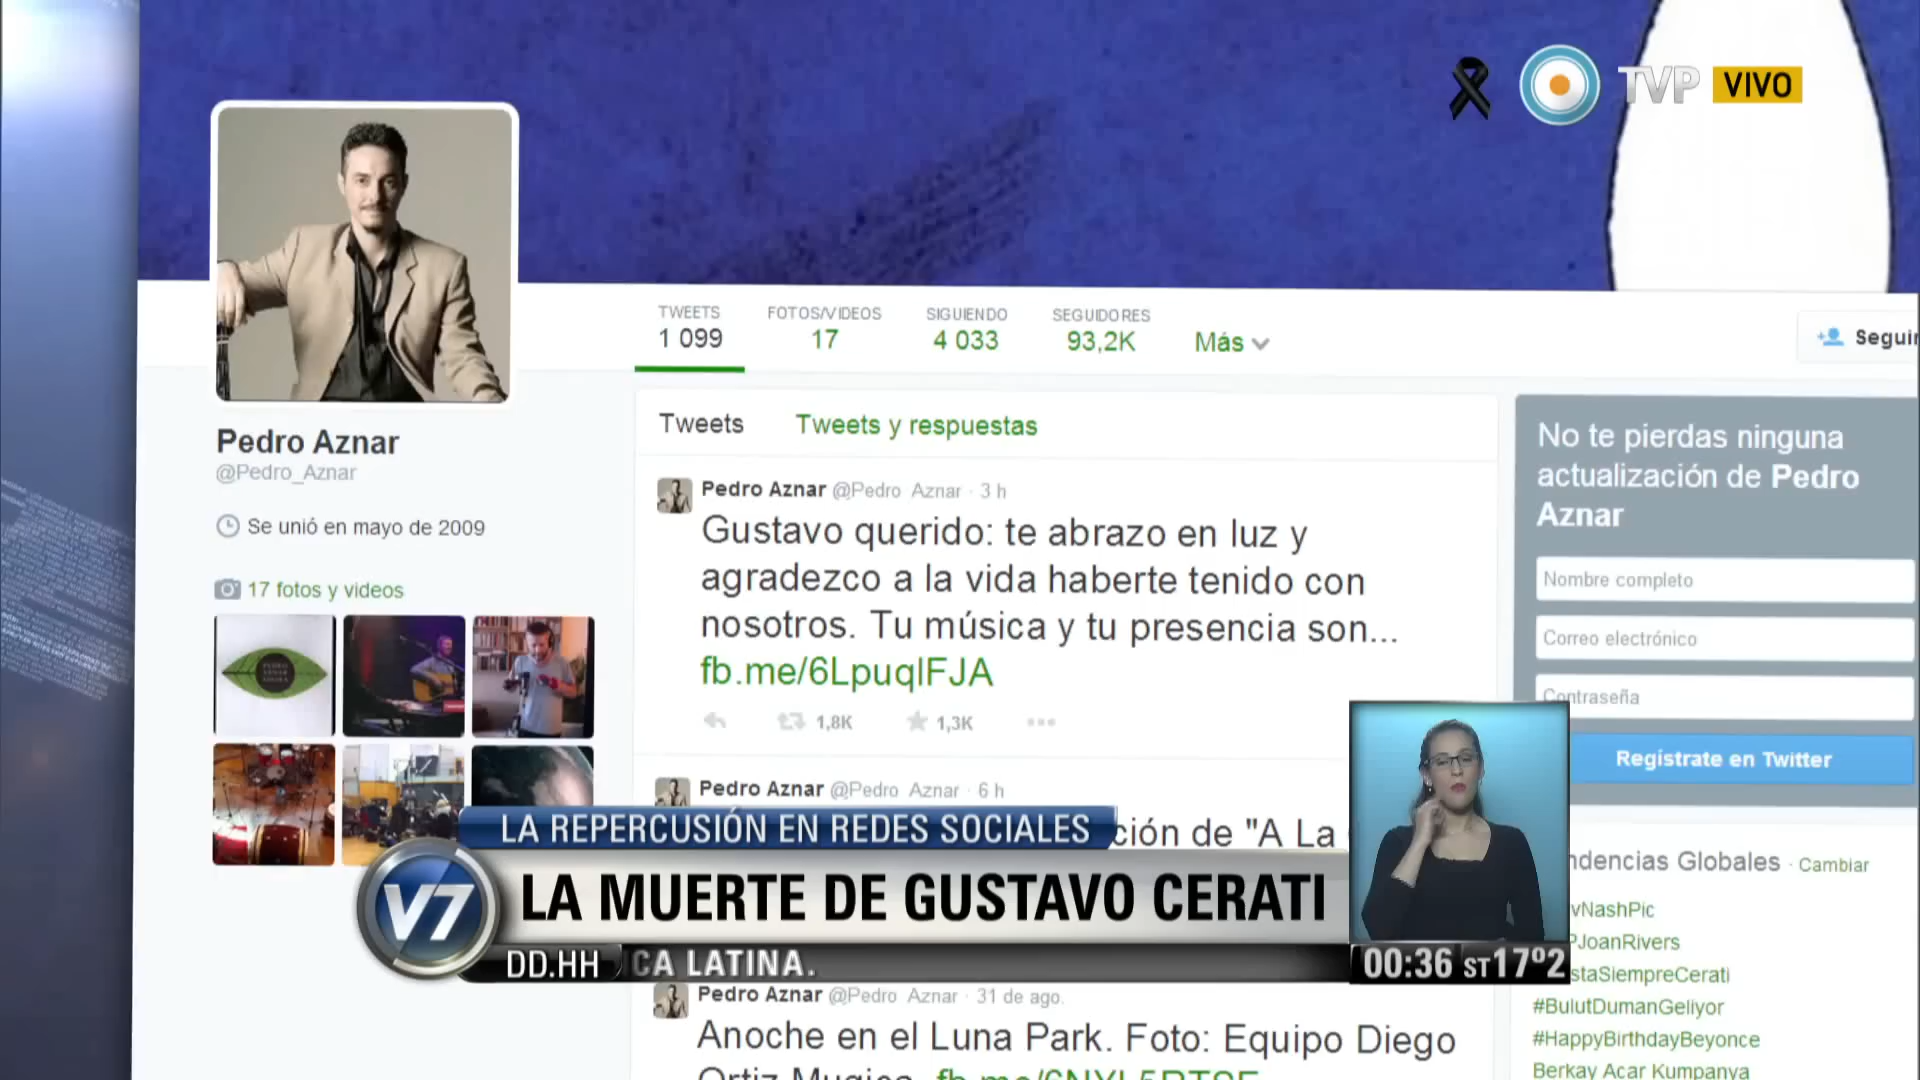 TVP VIVO
TWEETS
1 099
FOTOS/VIDEOS
17
SIGUIENDO
4 033
SEGUIDORES
93,2K
Más
Seguir
Pedro Aznar
@Pedro_Aznar
Se unió en mayo de 2009
17 fotos y videos
Tweets Tweets y respuestas
Pedro Aznar @Pedro_Aznar · 3 h
Gustavo querido: te abrazo en luz y
agradezco a la vida haberte tenido con
nosotros. Tu música y tu presencia son...
fb.me/6LpuqlFJA
1,8K 1,3K
Pedro Aznar @Pedro_Aznar · 6 h
ción de "A La
Pedro Aznar @Pedro_Aznar · 31 de ago.
Anoche en el Luna Park. Foto: Equipo Diego
No te pierdas ninguna
actualización de Pedro
Aznar
Nombre completo
Correo electrónico
Contraseña
Regístrate en Twitter
ndencias Globales · Cambiar
vNashPic
PJoanRivers
staSiempreCerati
#BulutDumanGeliyor
#HappyBirthdayBeyonce
Berkay Acar Kumpanya
LA REPERCUSIÓN EN REDES SOCIALES
V7
LA MUERTE DE GUSTAVO CERATI
DD.HH
CA LATINA.
00:36 ST17º2